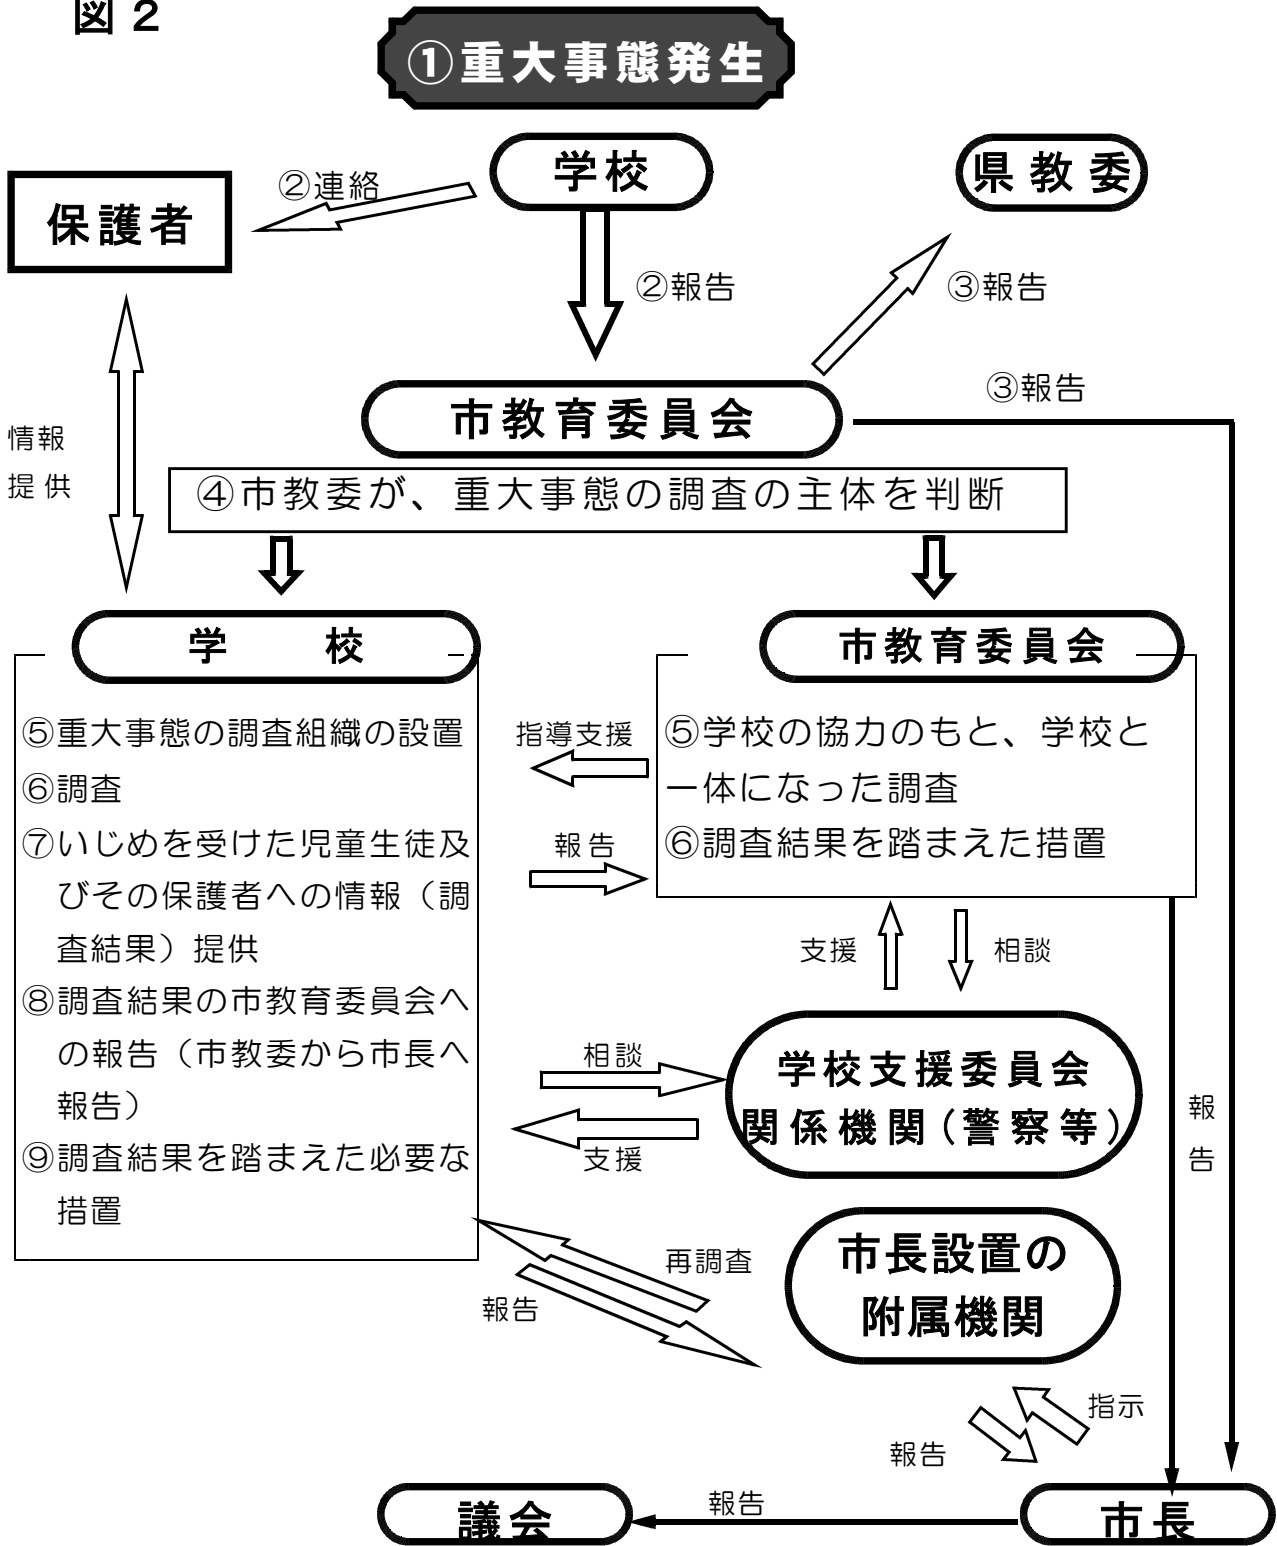 図２
①重大事態発生
学校
県教委
②連絡
保護者
②報告
③報告
市教育委員会
③報告
情報
提供
④市教委が、重大事態の調査の主体を判断
学　　校
市教育委員会
⑤重大事態の調査組織の設置
⑥調査
⑦いじめを受けた児童生徒及
びその保護者への情報（調
査結果）提供
⑧調査結果の市教育委員会へ
の報告（市教委から市長へ
報告）
⑨調査結果を踏まえた必要な
措置
指導支援
報告
⑤学校の協力のもと、学校と
一体になった調査
⑥調査結果を踏まえた措置
支援
相談
相談
支援
学校支援委員会
関係機関（警察等）
報
告
再調査
報告
市長設置の
附属機関
指示
報告
議会
報告
市長